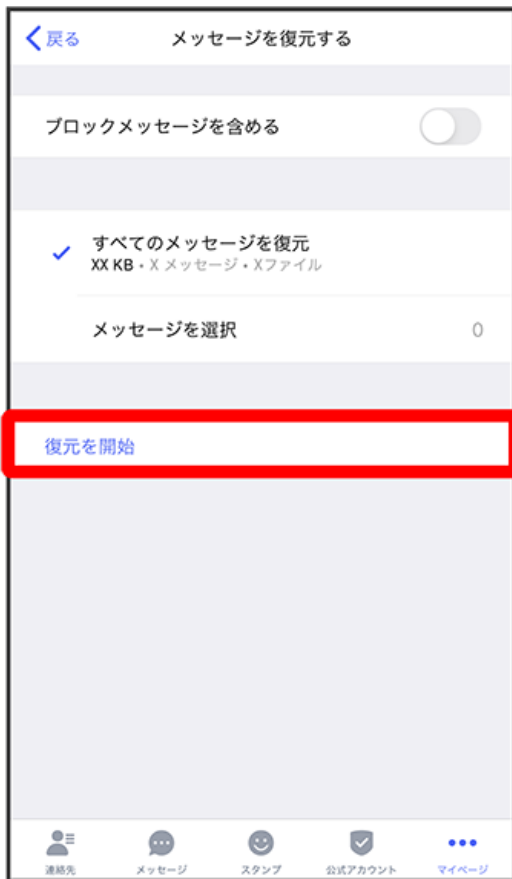 戻る メッセージを復元する
ブロックメッセージを含める
すべてのメッセージを復元
XX KB・X メッセージ・Xファイル
メッセージを選択 0
復元を開始
連絡先 メッセージ スタンプ 公式アカウント マイページ